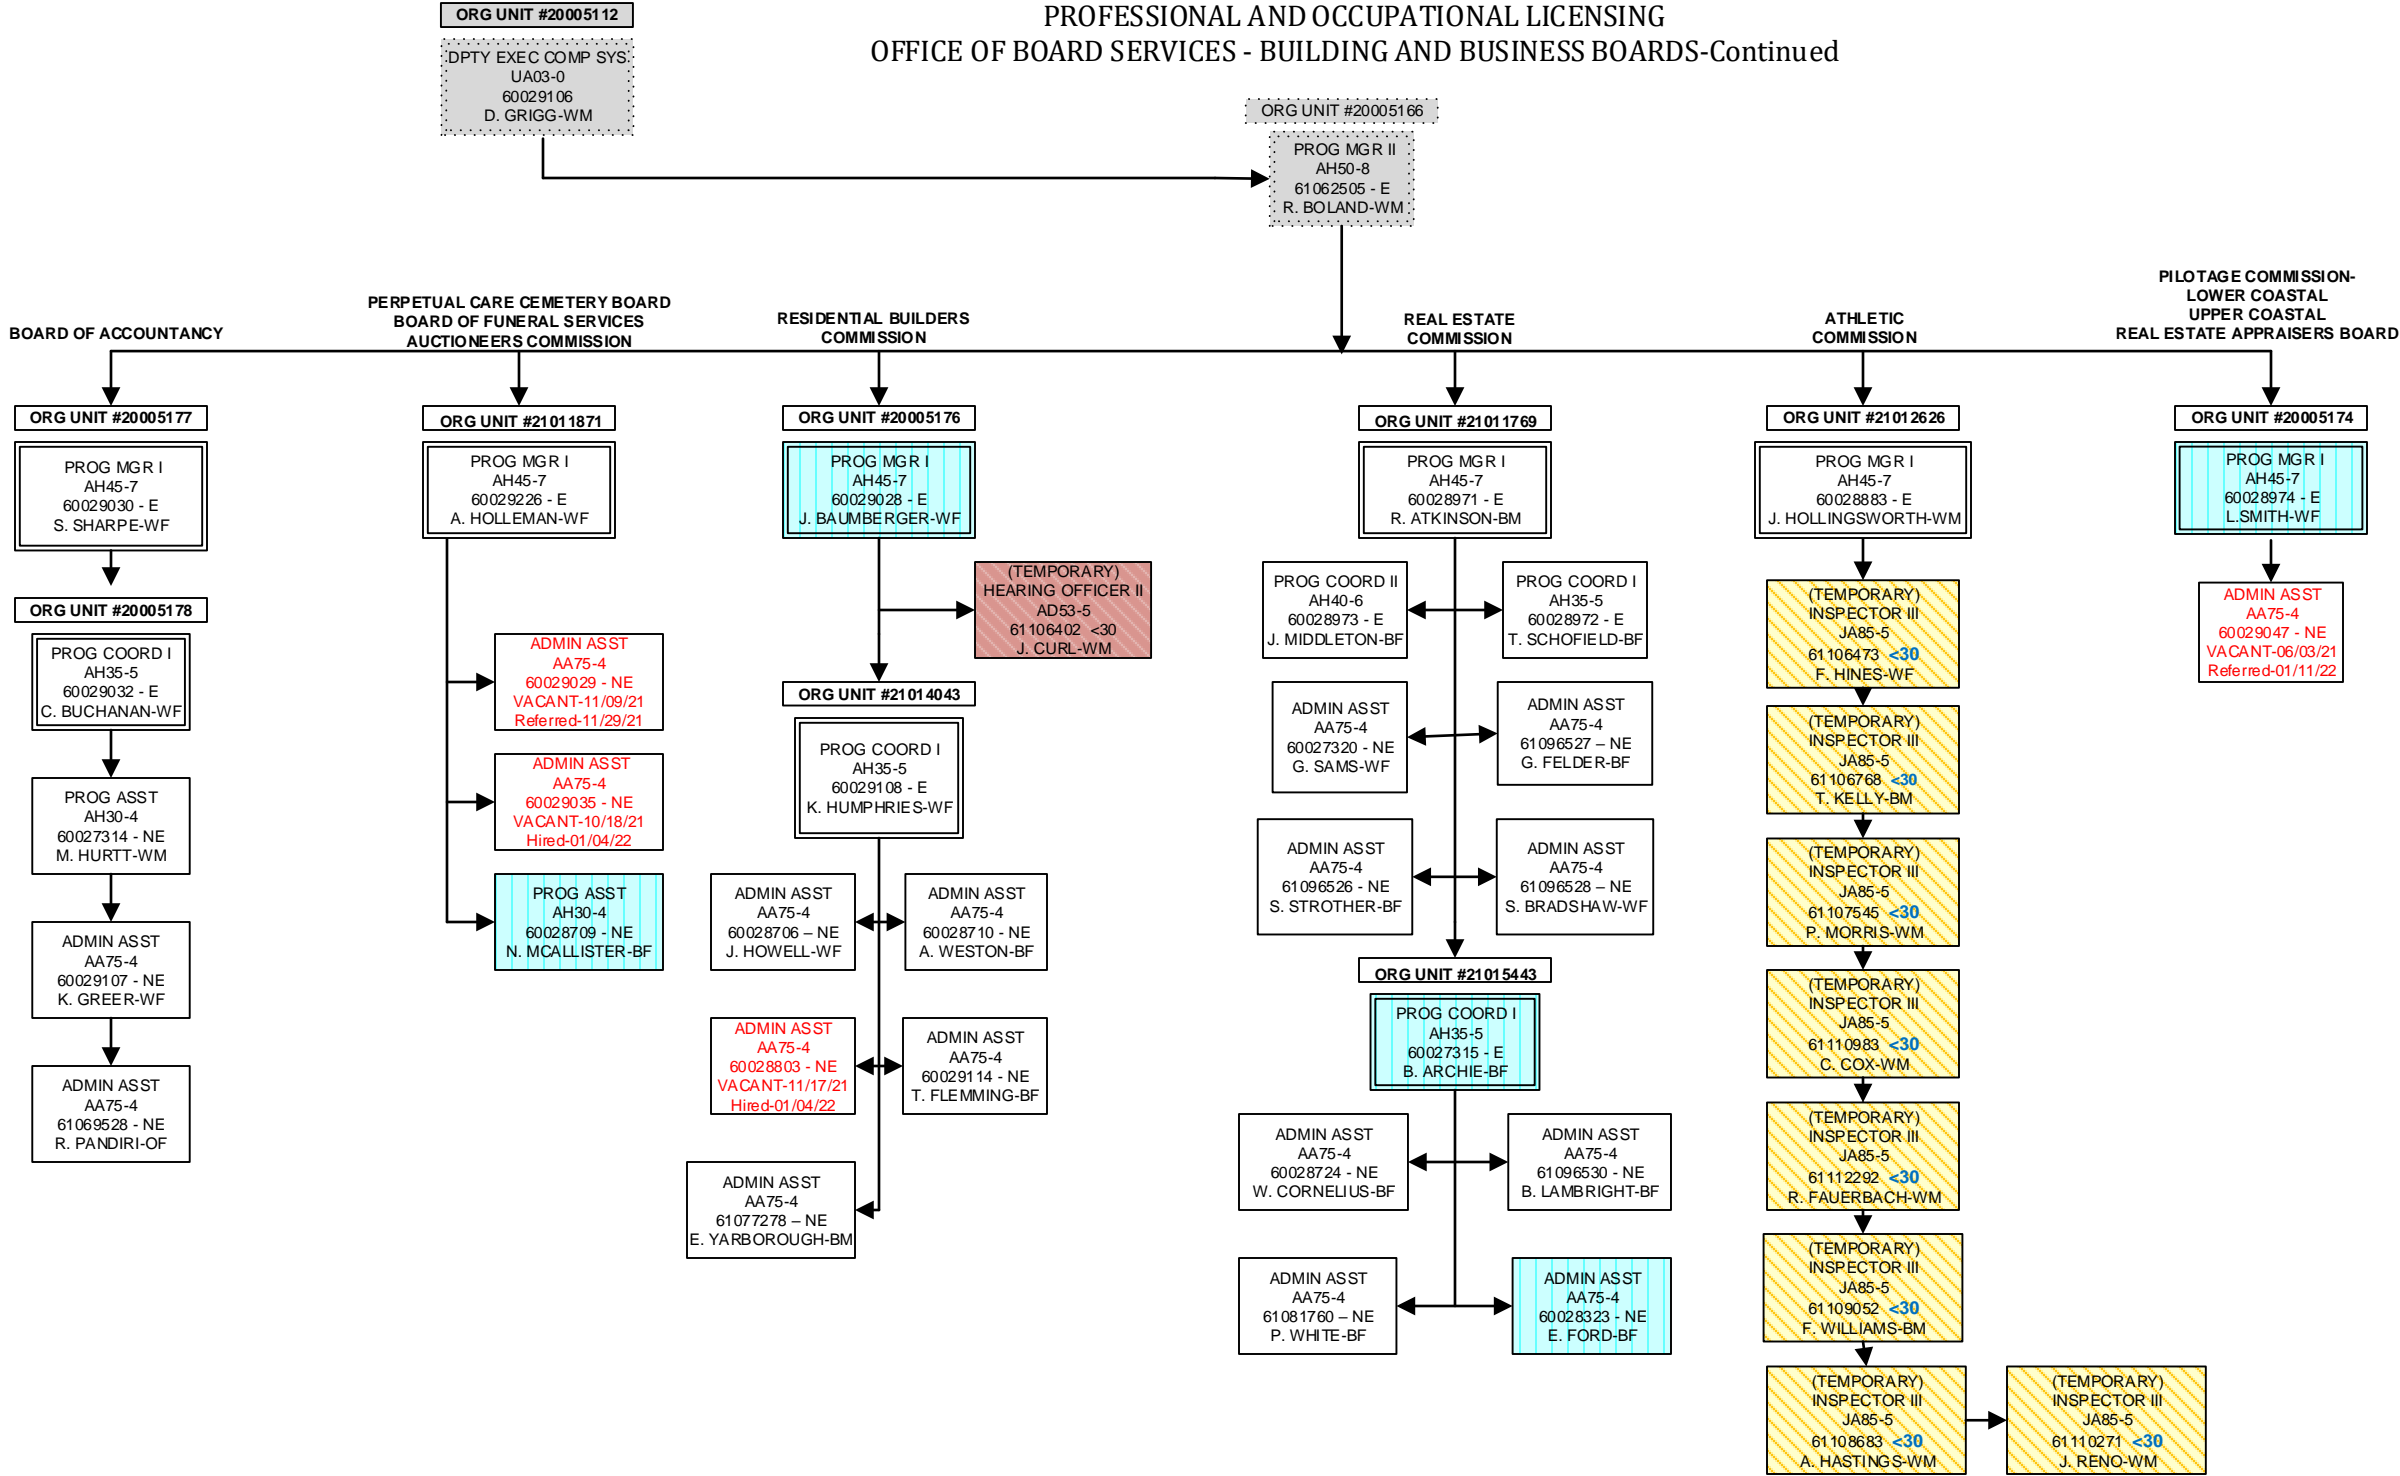 ORG UNIT #20005112
PROFESSIONAL AND OCCUPATIONAL LICENSING
OFFICE OF BOARD SERVICES - BUILDING AND BUSINESS BOARDS-Continued
DPTY EXEC COMP SYS
UA03-0
60029106
D. GRIGG-WM
ORG UNIT #20005166
PROG MGR II
AH50-8
61062505 - E
R. BOLAND-WM
BOARD OF ACCOUNTANCY
ORG UNIT #20005177
PROG MGR I
AH45-7
60029030 - E
S. SHARPE-WF
ORG UNIT #20005178
PROG COORD I
AH35-5
60029032 - E
C. BUCHANAN-WF
PROG ASST
AH30-4
60027314 - NE
M. HURTT-WM
ADMIN ASST
AA75-4
60029107 - NE
K. GREER-WF
ADMIN ASST
AA75-4
61069528 - NE
R. PANDIRI-OF
PERPETUAL CARE CEMETERY BOARD
BOARD OF FUNERAL SERVICES
AUCTIONEERS COMMISSION
ORG UNIT #21011871
PROG MGR I
AH45-7
60029226 - E
A. HOLLEMAN-WF
ADMIN ASST
AA75-4
60029029 - NE
VACANT-11/09/21
Referred-11/29/21
ADMIN ASST
AA75-4
60029035 - NE
VACANT-10/18/21
Hired-01/04/22
PROG ASST
AH30-4
60028709 - NE
N. MCALLISTER-BF
RESIDENTIAL BUILDERS
COMMISSION
ORG UNIT #20005176
PROG MGR I
AH45-7
60029028 - E
J. BAUMBERGER-WF
(TEMPORARY)
HEARING OFFICER II
AD53-5
61106402 <30
J. CURL-WM
ORG UNIT #21014043
PROG COORD I
AH35-5
60029108 - E
K. HUMPHRIES-WF
ADMIN ASST
AA75-4
60028706 – NE
J. HOWELL-WF
ADMIN ASST
AA75-4
60028710 - NE
A. WESTON-BF
ADMIN ASST
AA75-4
60028803 - NE
VACANT-11/17/21
Hired-01/04/22
ADMIN ASST
AA75-4
60029114 - NE
T. FLEMMING-BF
ADMIN ASST
AA75-4
61077278 – NE
E. YARBOROUGH-BM
REAL ESTATE
COMMISSION
ORG UNIT #21011769
PROG MGR I
AH45-7
60028971 - E
R. ATKINSON-BM
PROG COORD II
AH40-6
60028973 - E
J. MIDDLETON-BF
PROG COORD I
AH35-5
60028972 - E
T. SCHOFIELD-BF
ADMIN ASST
AA75-4
60027320 - NE
G. SAMS-WF
ADMIN ASST
AA75-4
61096527 – NE
G. FELDER-BF
ADMIN ASST
AA75-4
61096526 - NE
S. STROTHER-BF
ADMIN ASST
AA75-4
61096528 – NE
S. BRADSHAW-WF
ORG UNIT #21015443
PROG COORD I
AH35-5
60027315 - E
B. ARCHIE-BF
ADMIN ASST
AA75-4
60028724 - NE
W. CORNELIUS-BF
ADMIN ASST
AA75-4
61096530 - NE
B. LAMBRIGHT-BF
ADMIN ASST
AA75-4
61081760 – NE
P. WHITE-BF
ADMIN ASST
AA75-4
60028323 - NE
E. FORD-BF
ATHLETIC
COMMISSION
ORG UNIT #21012626
PROG MGR I
AH45-7
60028883 - E
J. HOLLINGSWORTH-WM
(TEMPORARY)
INSPECTOR III
JA85-5
61106473 <30
F. HINES-WF
(TEMPORARY)
INSPECTOR III
JA85-5
61106768 <30
T. KELLY-BM
(TEMPORARY)
INSPECTOR III
JA85-5
61107545 <30
P. MORRIS-WM
(TEMPORARY)
INSPECTOR III
JA85-5
61110983 <30
C. COX-WM
(TEMPORARY)
INSPECTOR III
JA85-5
61112292 <30
R. FAUERBACH-WM
(TEMPORARY)
INSPECTOR III
JA85-5
61109052 <30
F. WILLIAMS-BM
(TEMPORARY)
INSPECTOR III
JA85-5
61108683 <30
A. HASTINGS-WM
(TEMPORARY)
INSPECTOR III
JA85-5
61110271 <30
J. RENO-WM
PILOTAGE COMMISSION-
LOWER COASTAL
UPPER COASTAL
REAL ESTATE APPRAISERS BOARD
ORG UNIT #20005174
PROG MGR I
AH45-7
60028974 - E
L.SMITH-WF
ADMIN ASST
AA75-4
60029047 - NE
VACANT-06/03/21
Referred-01/11/22